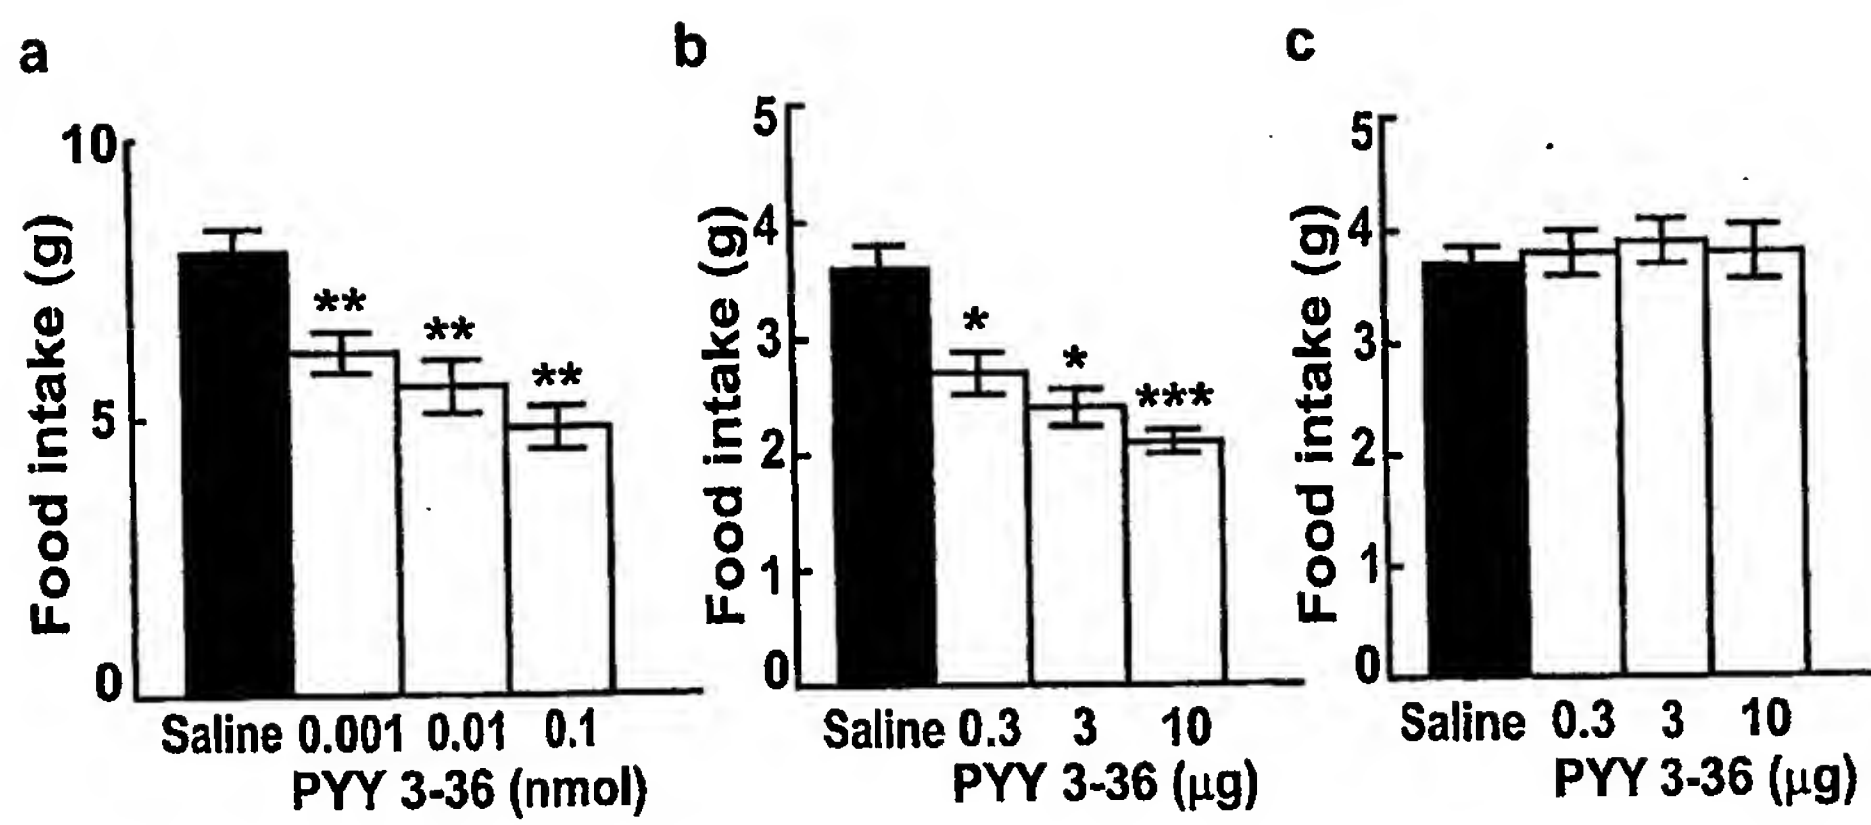 a
10
5
0
Food intake (g)
**
**
**
Saline 0.001 0.01 0.1
PYY 3-36 (nmol)
b
5
4
3
2
1
0
Food intake (g)
*
*
***
Saline 0.3 3 10
PYY 3-36 (μg)
c
5
4
3
2
1
0
Food intake (g)
Saline 0.3 3 10
PYY 3-36 (μg)